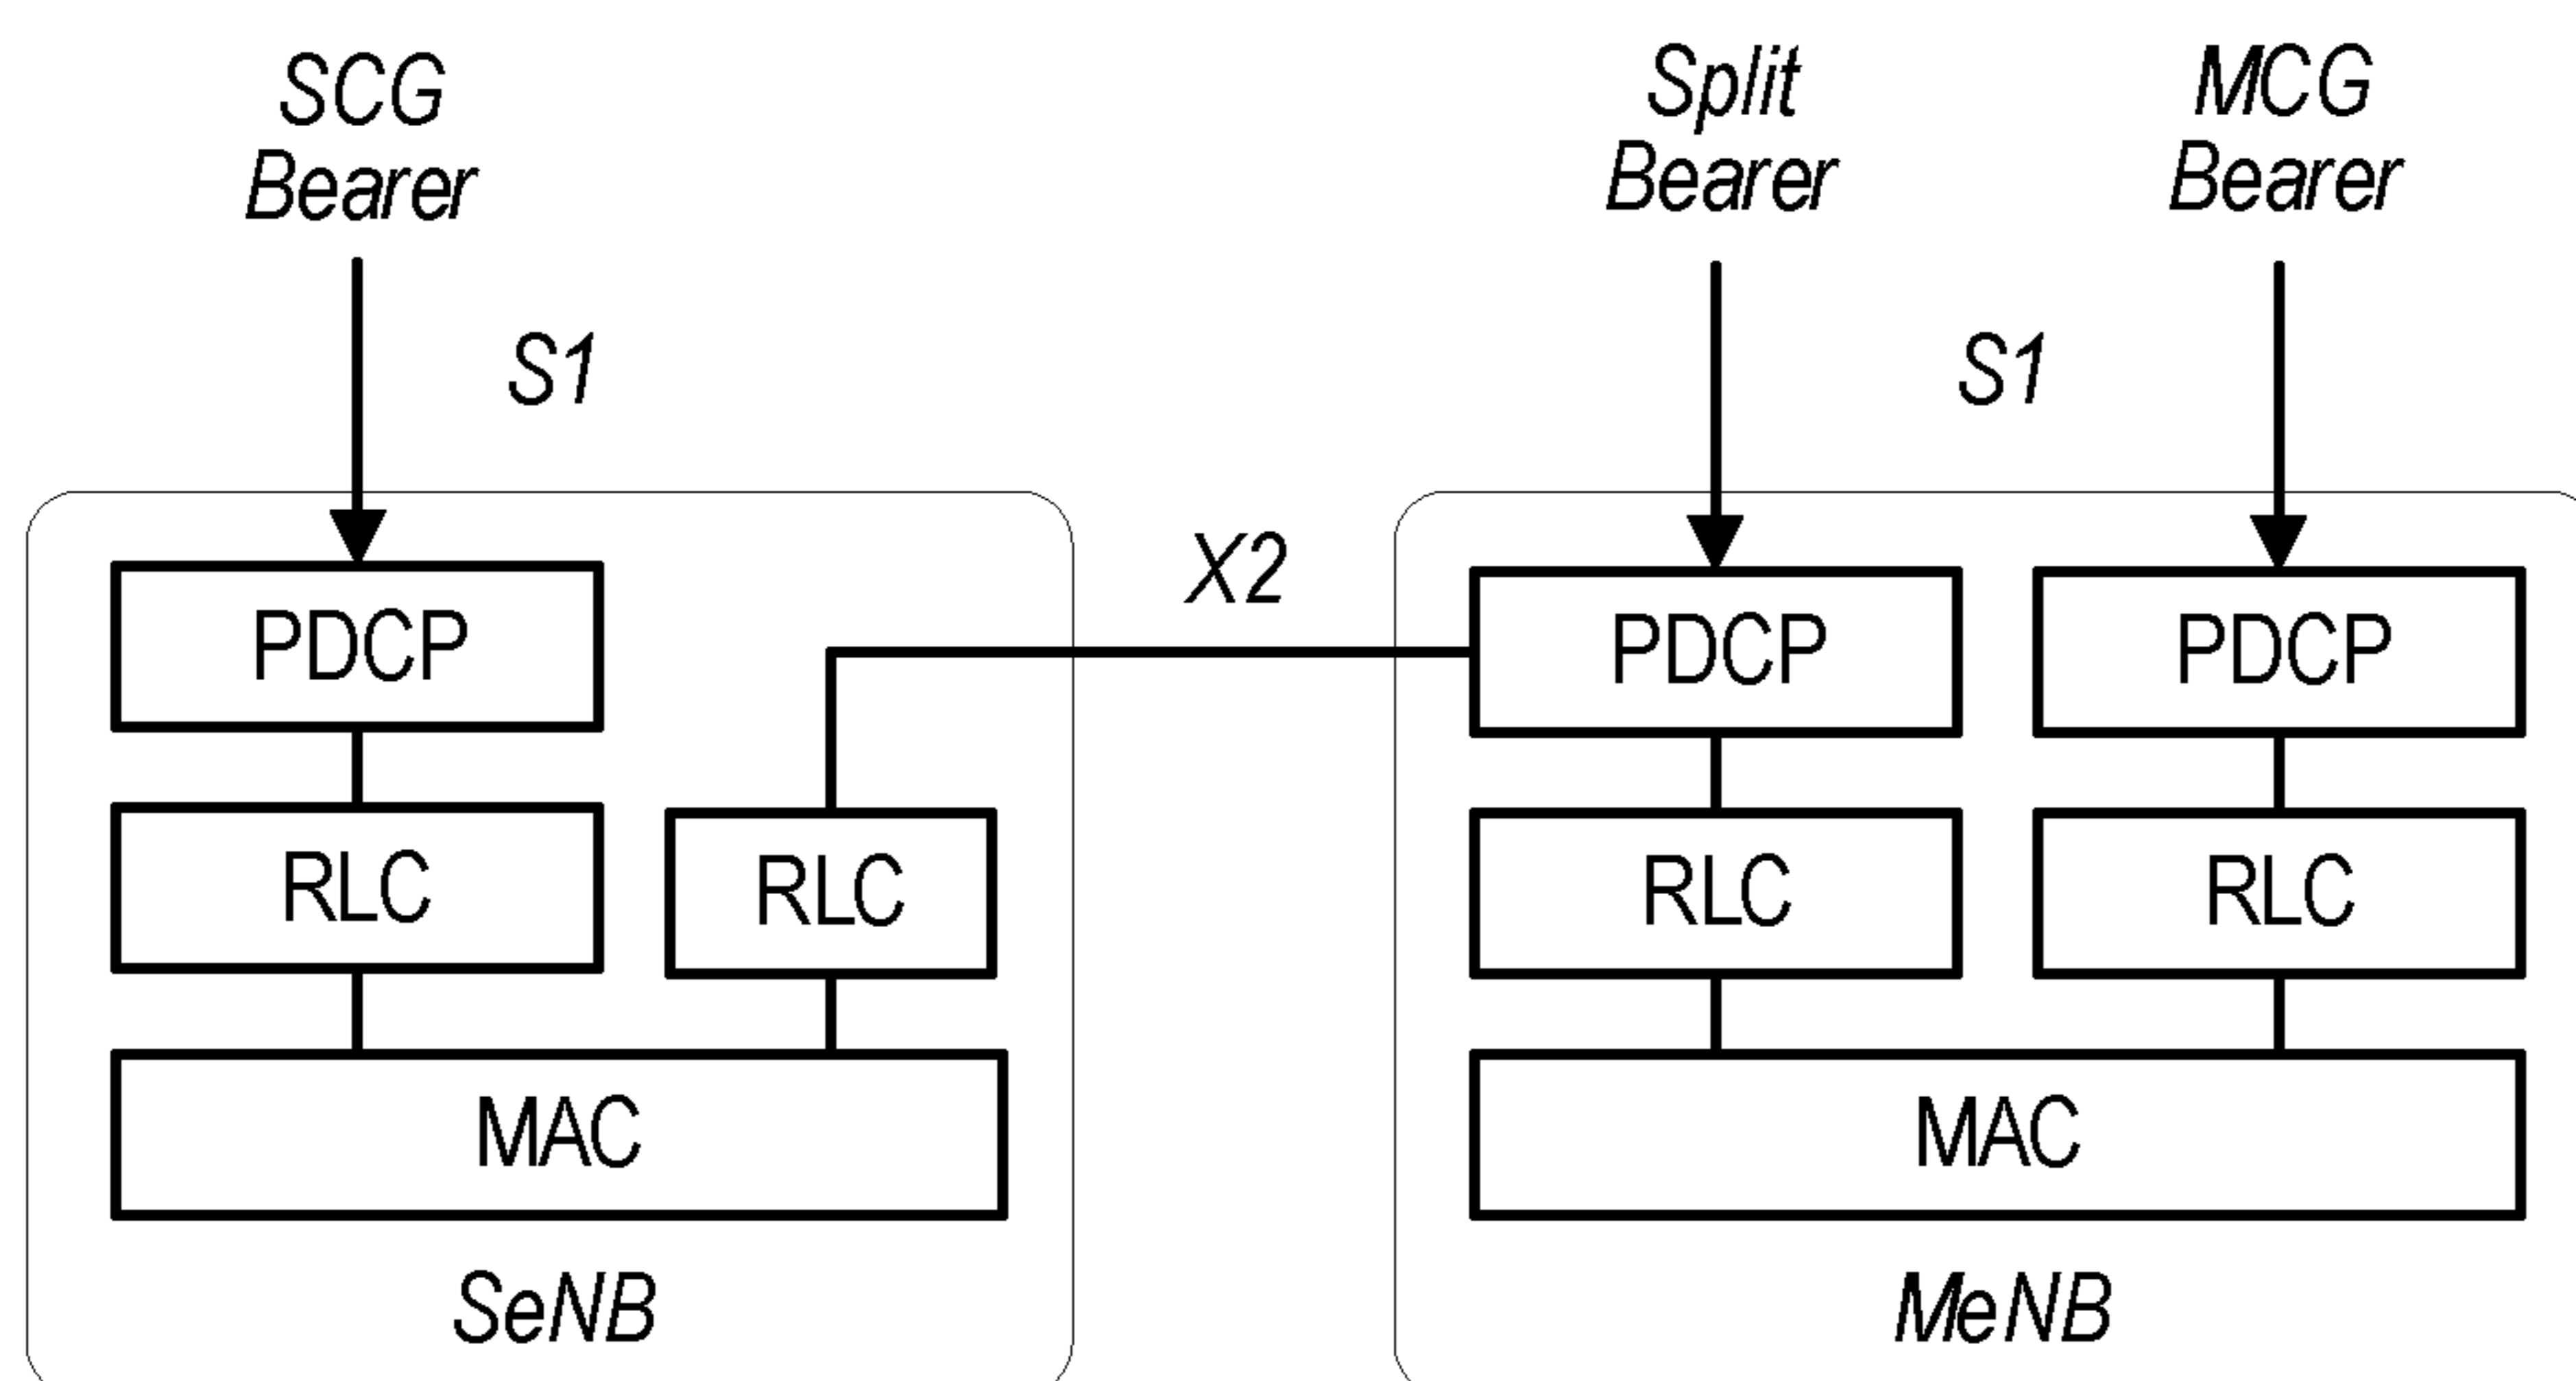 SCG
Bearer
Split
Bearer
MCG
Bearer
S1
S1
X2
PDCP
PDCP
PDCP
RLC
RLC
RLC
RLC
MAC
MAC
SeNB
MeNB